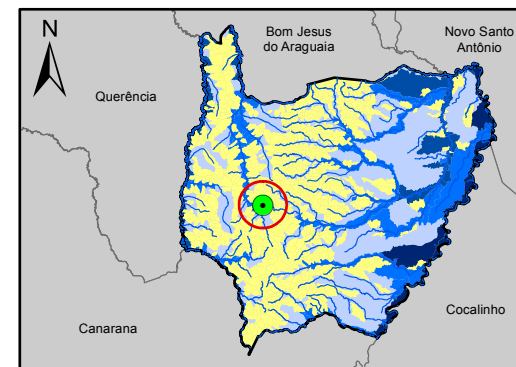 N
Bom Jesus
do Araguaia
Novo Santo
Antônio
Querência
Canarana
Cocalinho